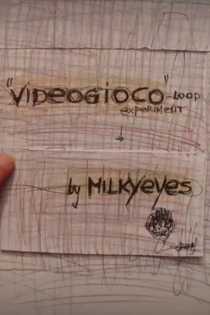 "VIDEOGIOCO"-LOOP
EXPERIMENT
by MILKYEYES